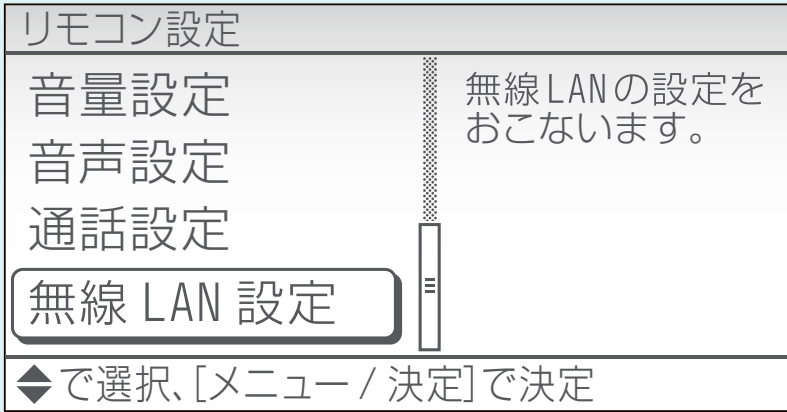 リモコン設定
音量設定
音声設定
通話設定
無線 LAN 設定
無線LANの設定を
おこないます。
で選択、[メニュー / 決定]で決定